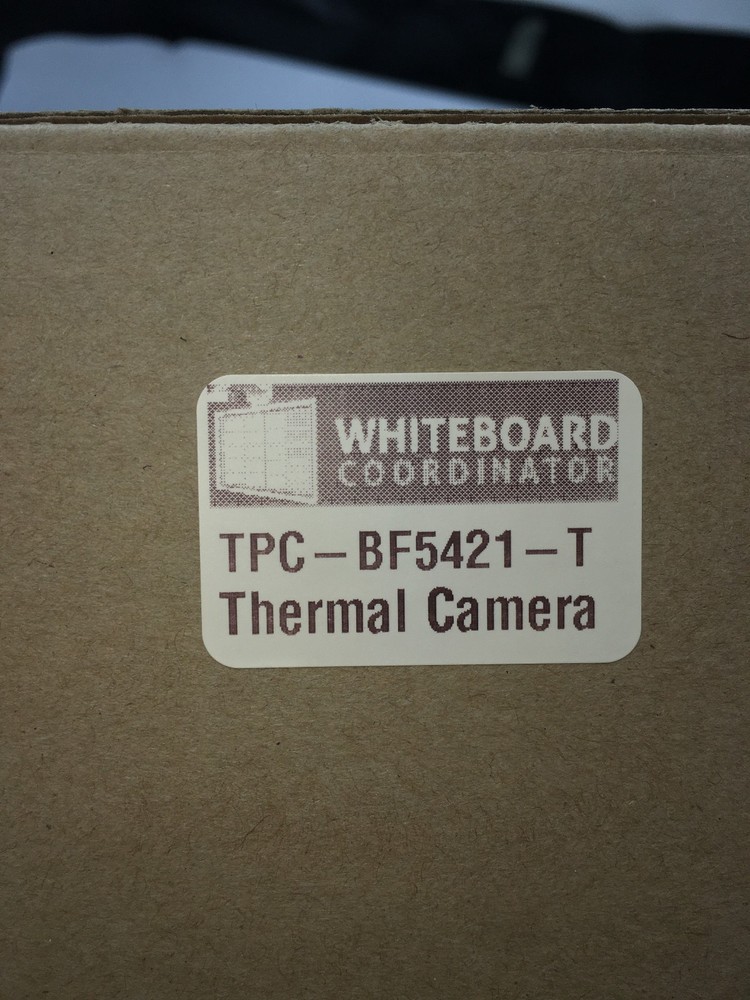 WHITEBOARD
COORDINATOR
TPC-BF5421-T
Thermal Camera